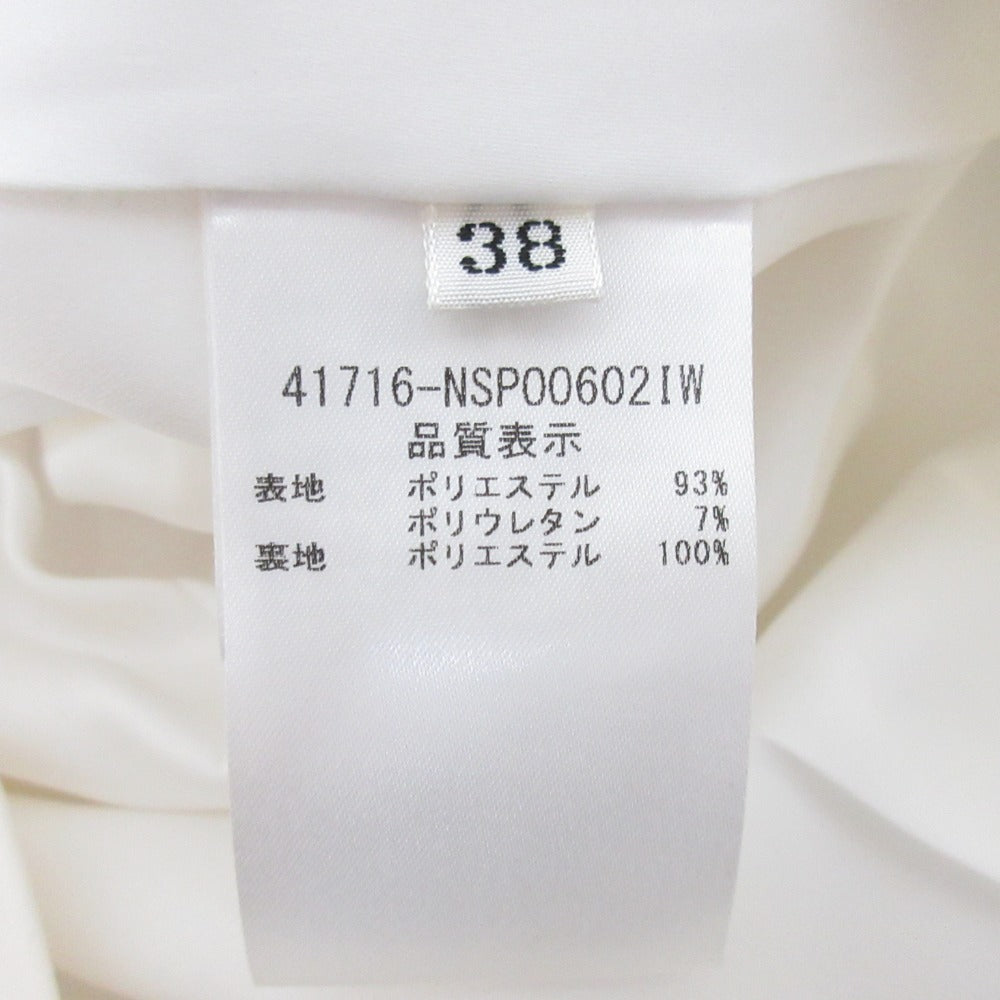 38
41716-NSP00602IW
品質表示
表地 ポリエステル 93%
ポリウレタン 7%
裏地 ポリエステル 100%